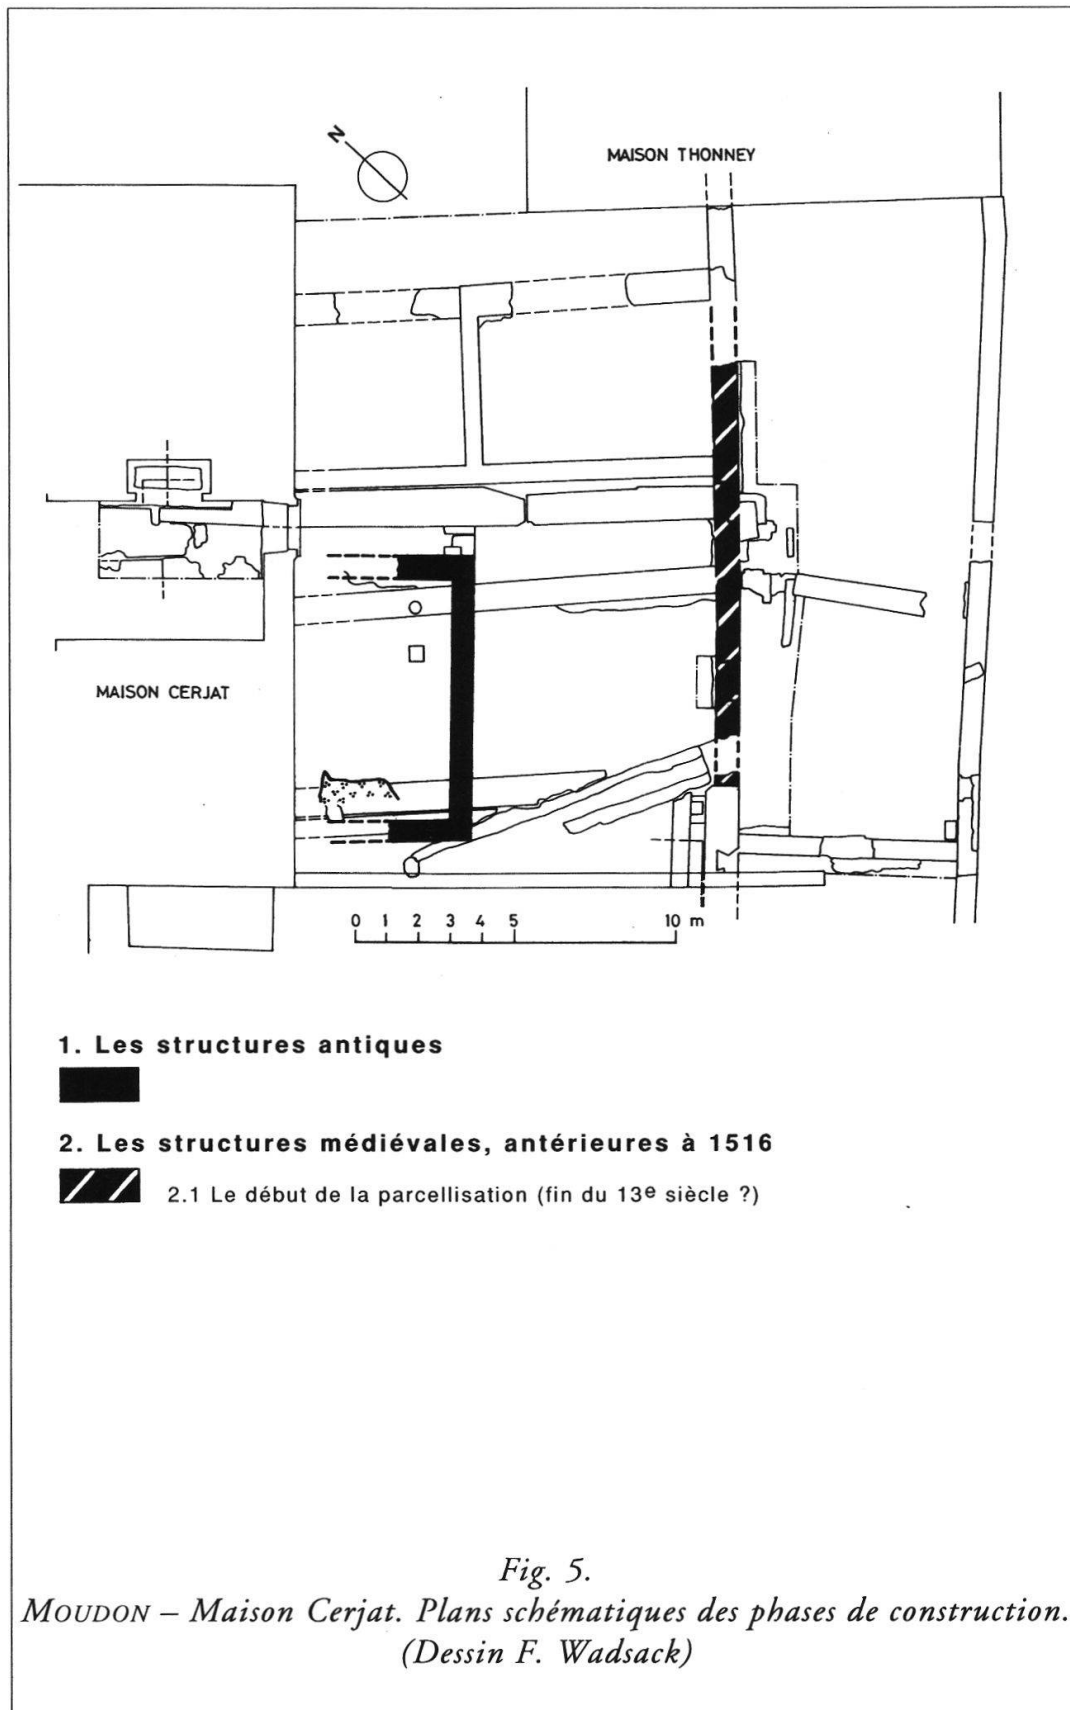 N
MAISON THONNEY
MAISON CERJAT
0 1 2 3 4 5 10 m
1. Les structures antiques
2. Les structures médiévales, antérieures à 1516
2.1 Le début de la parcellisation (fin du 13e siècle ?)
Fig. 5.
MOUDON – Maison Cerjat. Plans schématiques des phases de construction.
(Dessin F. Wadsack)